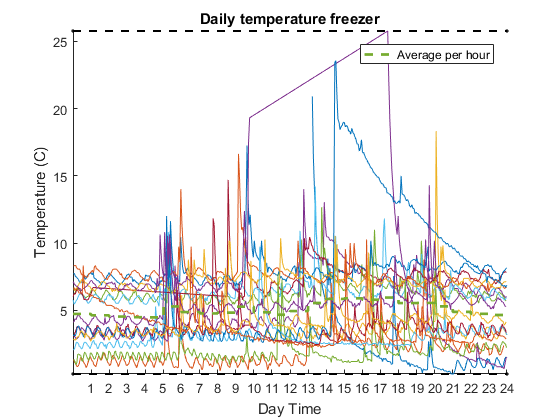 Daily temperature freezer
Average per hour
Temperature (C)
25
20
15
10
5
1 2 3 4 5 6 7 8 9 10 11 12 13 14 15 16 17 18 19 20 21 22 23 24
Day Time